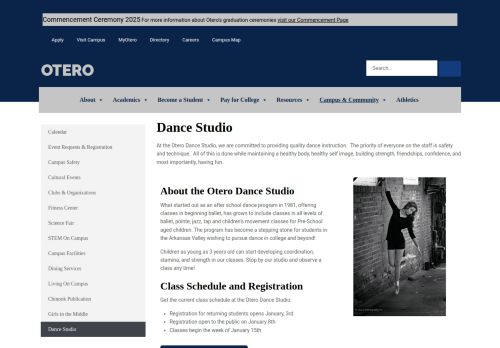 Commencement Ceremony 2025 For more information about Otero's graduation ceremonies visit our Commencement Page
Apply Visit Campus MyOtero Directory Careers Campus Map
OTERO
Search...
About Academics Become a Student Pay for College Resources Campus & Community Athletics
Calendar
Event Requests & Registration
Campus Safety
Cultural Events
Clubs & Organizations
Fitness Center
Science Fair
STEM On Campus
Campus Facilities
Dining Services
Living On Campus
Chinook Publication
Girls in the Middle
Dance Studio
Dance Studio
At the Otero Dance Studio, we are committed to providing quality dance instruction. The priority of everyone on the staff is safety
and technique. All of this is done while maintaining a healthy body, healthy self image, building strength, friendships, confidence, and
most importantly, having fun.
About the Otero Dance Studio
What started out as an after school dance program in 1981, offering
classes in beginning ballet, has grown to include classes in all levels of
ballet, pointe, jazz, tap and children's movement classes for Pre-School
aged children. The program has become a stepping stone for students in
the Arkansas Valley wishing to pursue dance in college and beyond!
Children as young as 3 years old can start developing coordination,
stamina, and strength in our classes. Stop by our studio and observe a
class any time!
Class Schedule and Registration
Get the current class schedule at the Otero Dance Studio:
• Registration for returning students opens January, 3rd
• Registration open to the public on January 8th
• Classes begin the week of January 15th